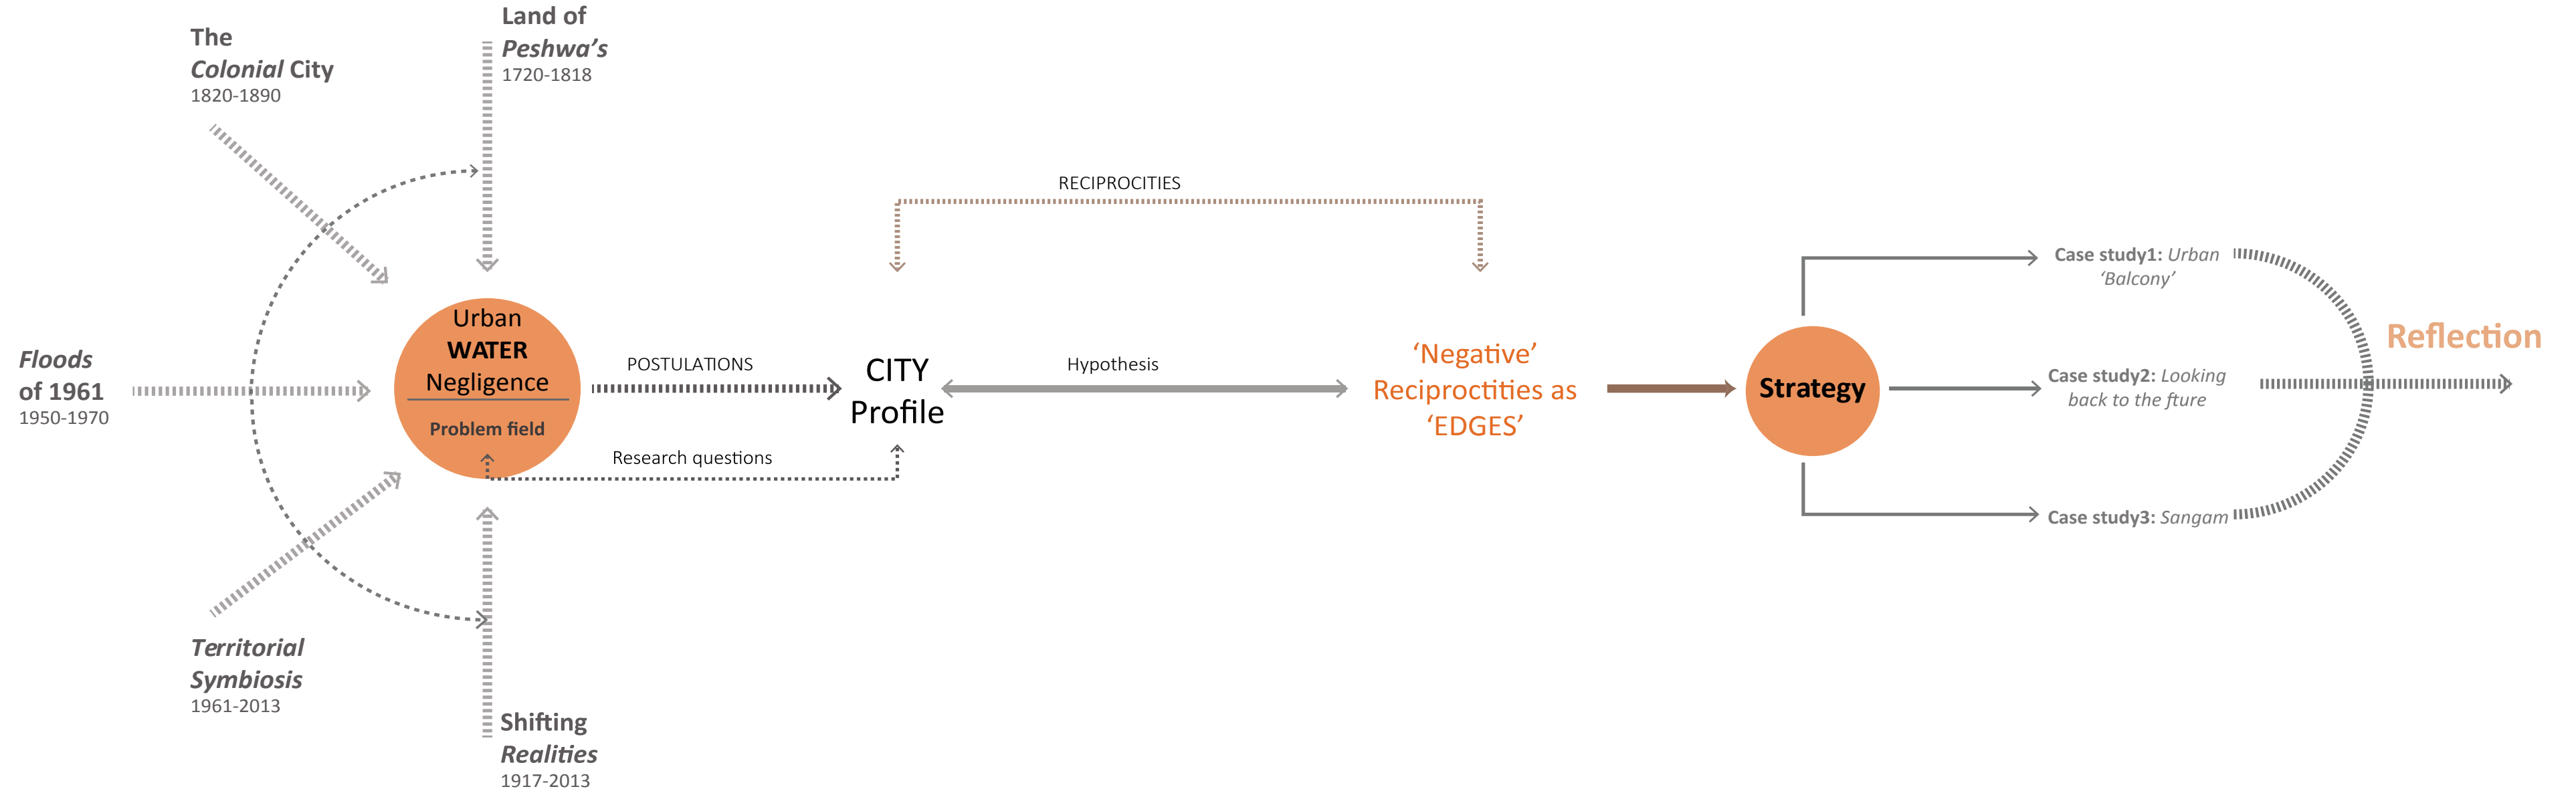 The
Colonial City
1820-1890
Land of
Peshwa’s
1720-1818
Floods
of 1961
1950-1970
Territorial
Symbiosis
1961-2013
Shifting
Realities
1917-2013
Urban
WATER
Negligence
Problem field
POSTULATIONS
Research questions
CITY
Profile
RECIPROCITIES
Hypothesis
‘Negative’
Reciproctities as
‘EDGES’
Strategy
Case study1: Urban
‘Balcony’
Case study2: Looking
back to the fture
Case study3: Sangam
Reflection